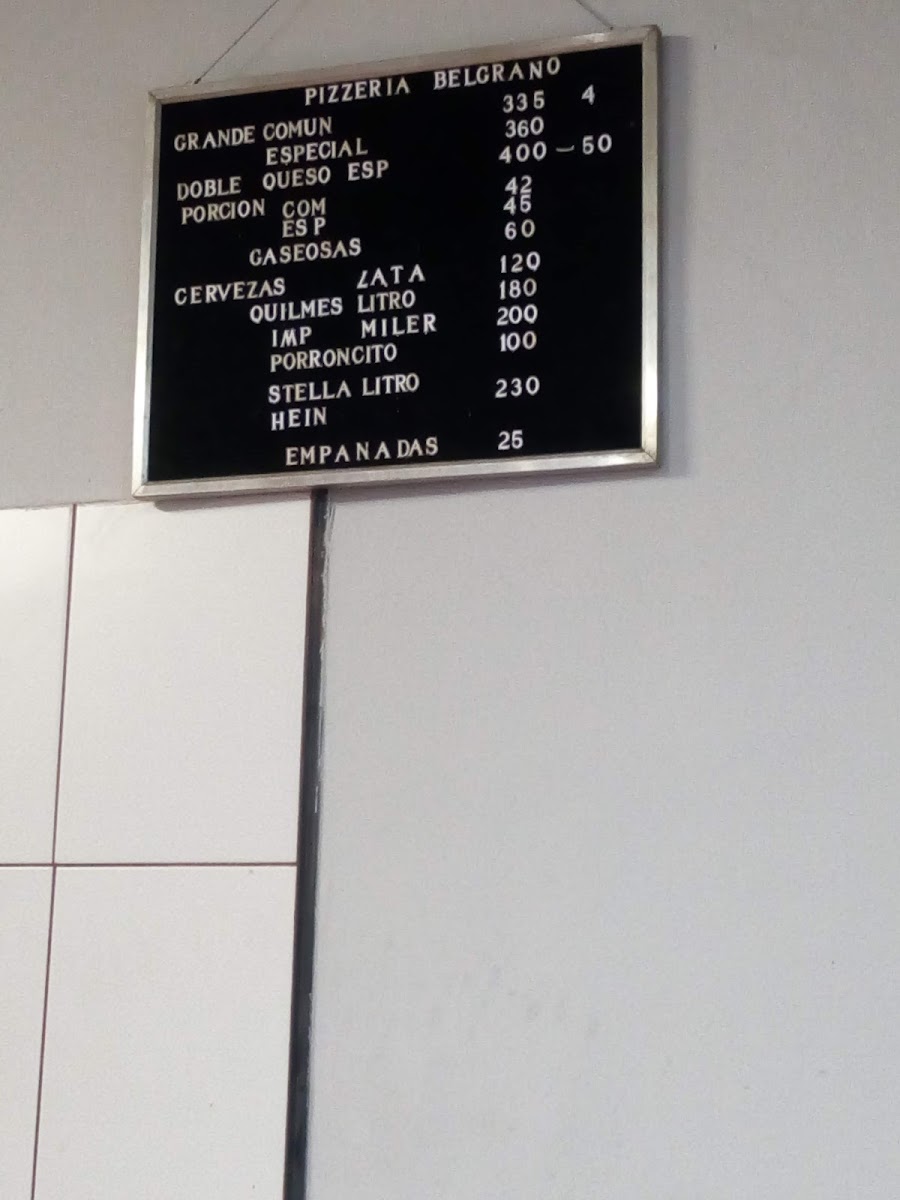 PIZZERIA BELGRANO
GRANDE COMUN 335 4
ESPECIAL 360
DOBLE QUESO ESP 400 - 50
PORCION COM 42
ESP 45
GASEOSAS 60
CERVEZAS LATA 120
QUILMES LITRO 180
IMP MILER 200
PORRONCITO 100
STELLA LITRO 230
HEIN
EMPANADAS 25